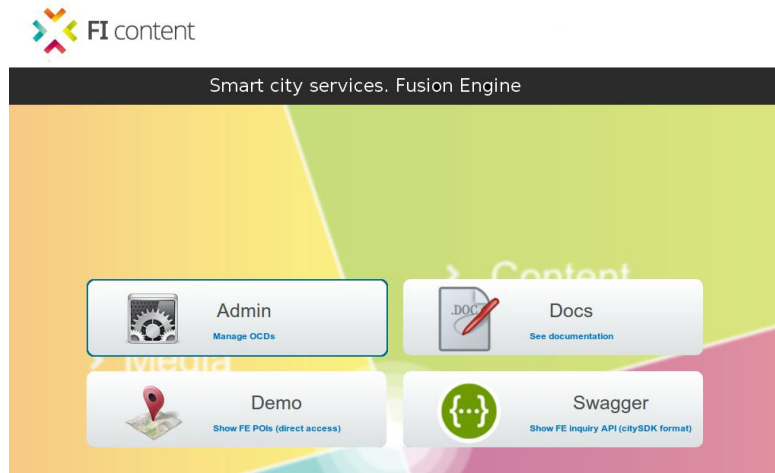 FI content
Smart city services. Fusion Engine
Content
Media
Admin
Manage OCDs
.DOC
Docs
See documentation
Demo
Show FE POIs (direct access)
{···}
Swagger
Show FE inquiry API (citySDK format)